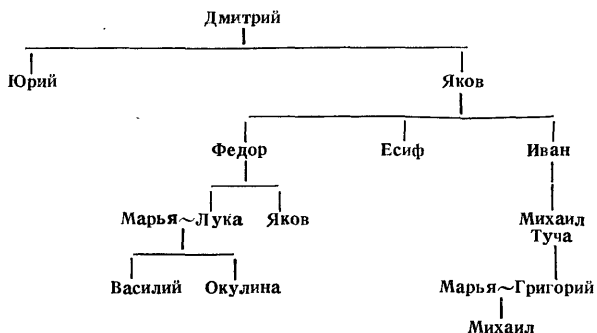 Дмитрий
Юрий Яков
Федор Есиф Иван
Марья~Лука Яков Михаил
Туча
Василий Окулина Марья~Григорий
Михаил